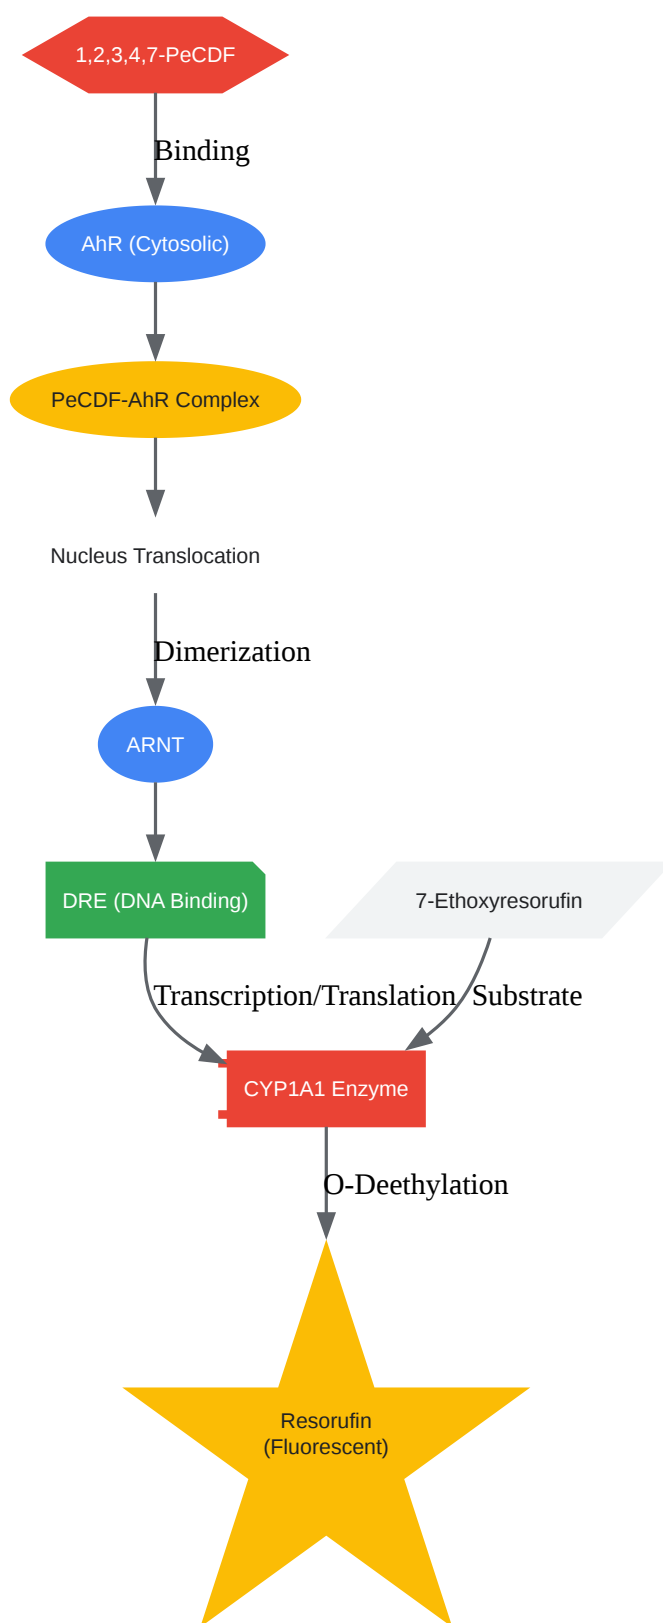 1,2,3,4,7-PeCDF
Binding
AhR (Cytosolic)
PeCDF-AhR Complex
Nucleus Translocation
Dimerization
ARNT
DRE (DNA Binding)
7-Ethoxyresorufin
Transcription/Translation
Substrate
CYP1A1 Enzyme
O-Deethylation
Resorufin
(Fluorescent)